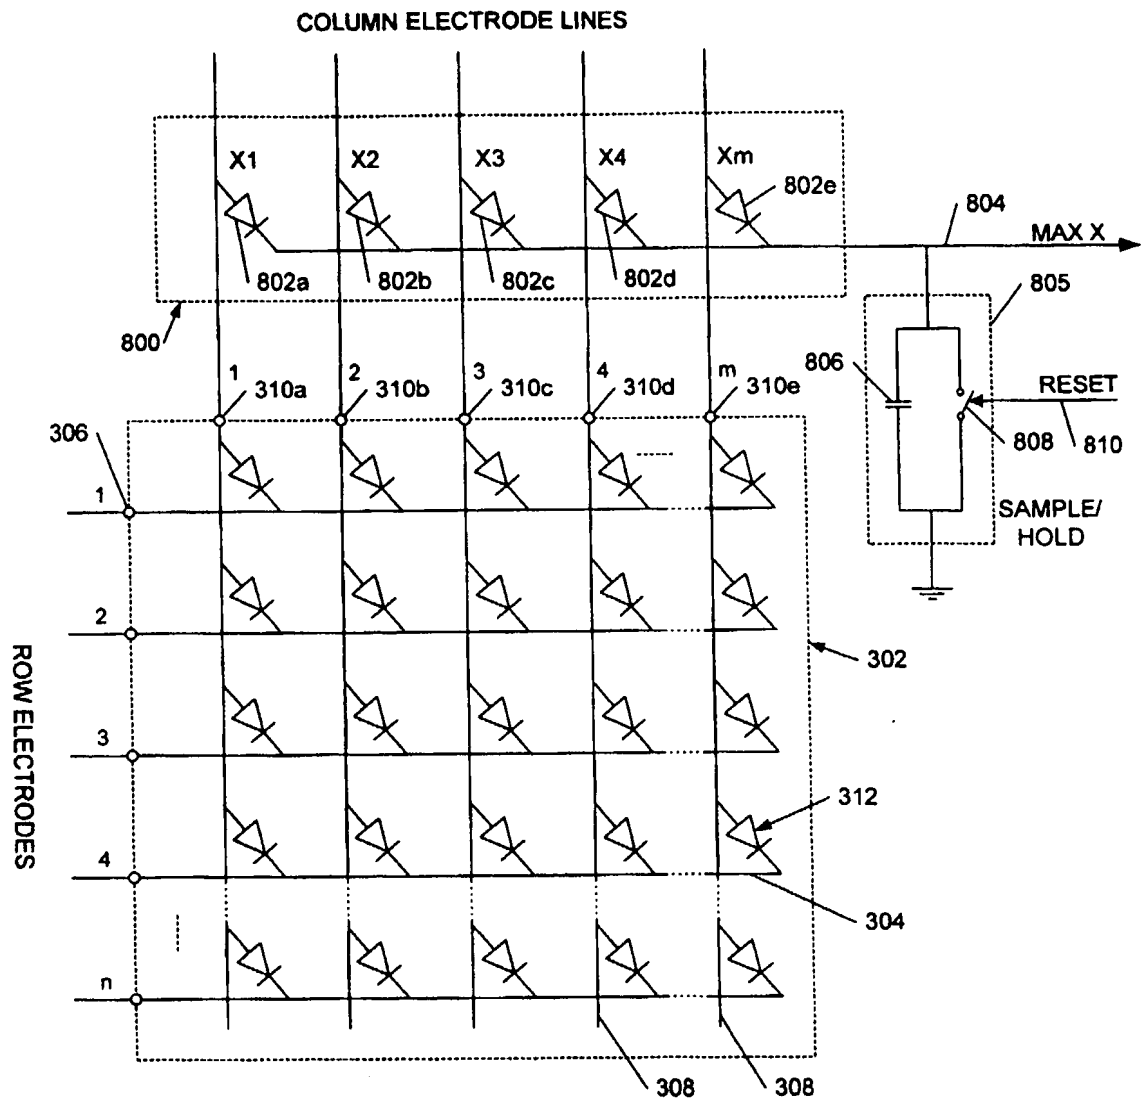 COLUMN ELECTRODE LINES
X1 X2 X3 X4 Xm
802e
804
MAX X
802a 802b 802c 802d
805
800
806
1 2 3 4 m
310a 310b 310c 310d 310e
RESET
808 810
306
1
SAMPLE/
HOLD
2
302
ROW ELECTRODES
3
312
4
304
n
308 308